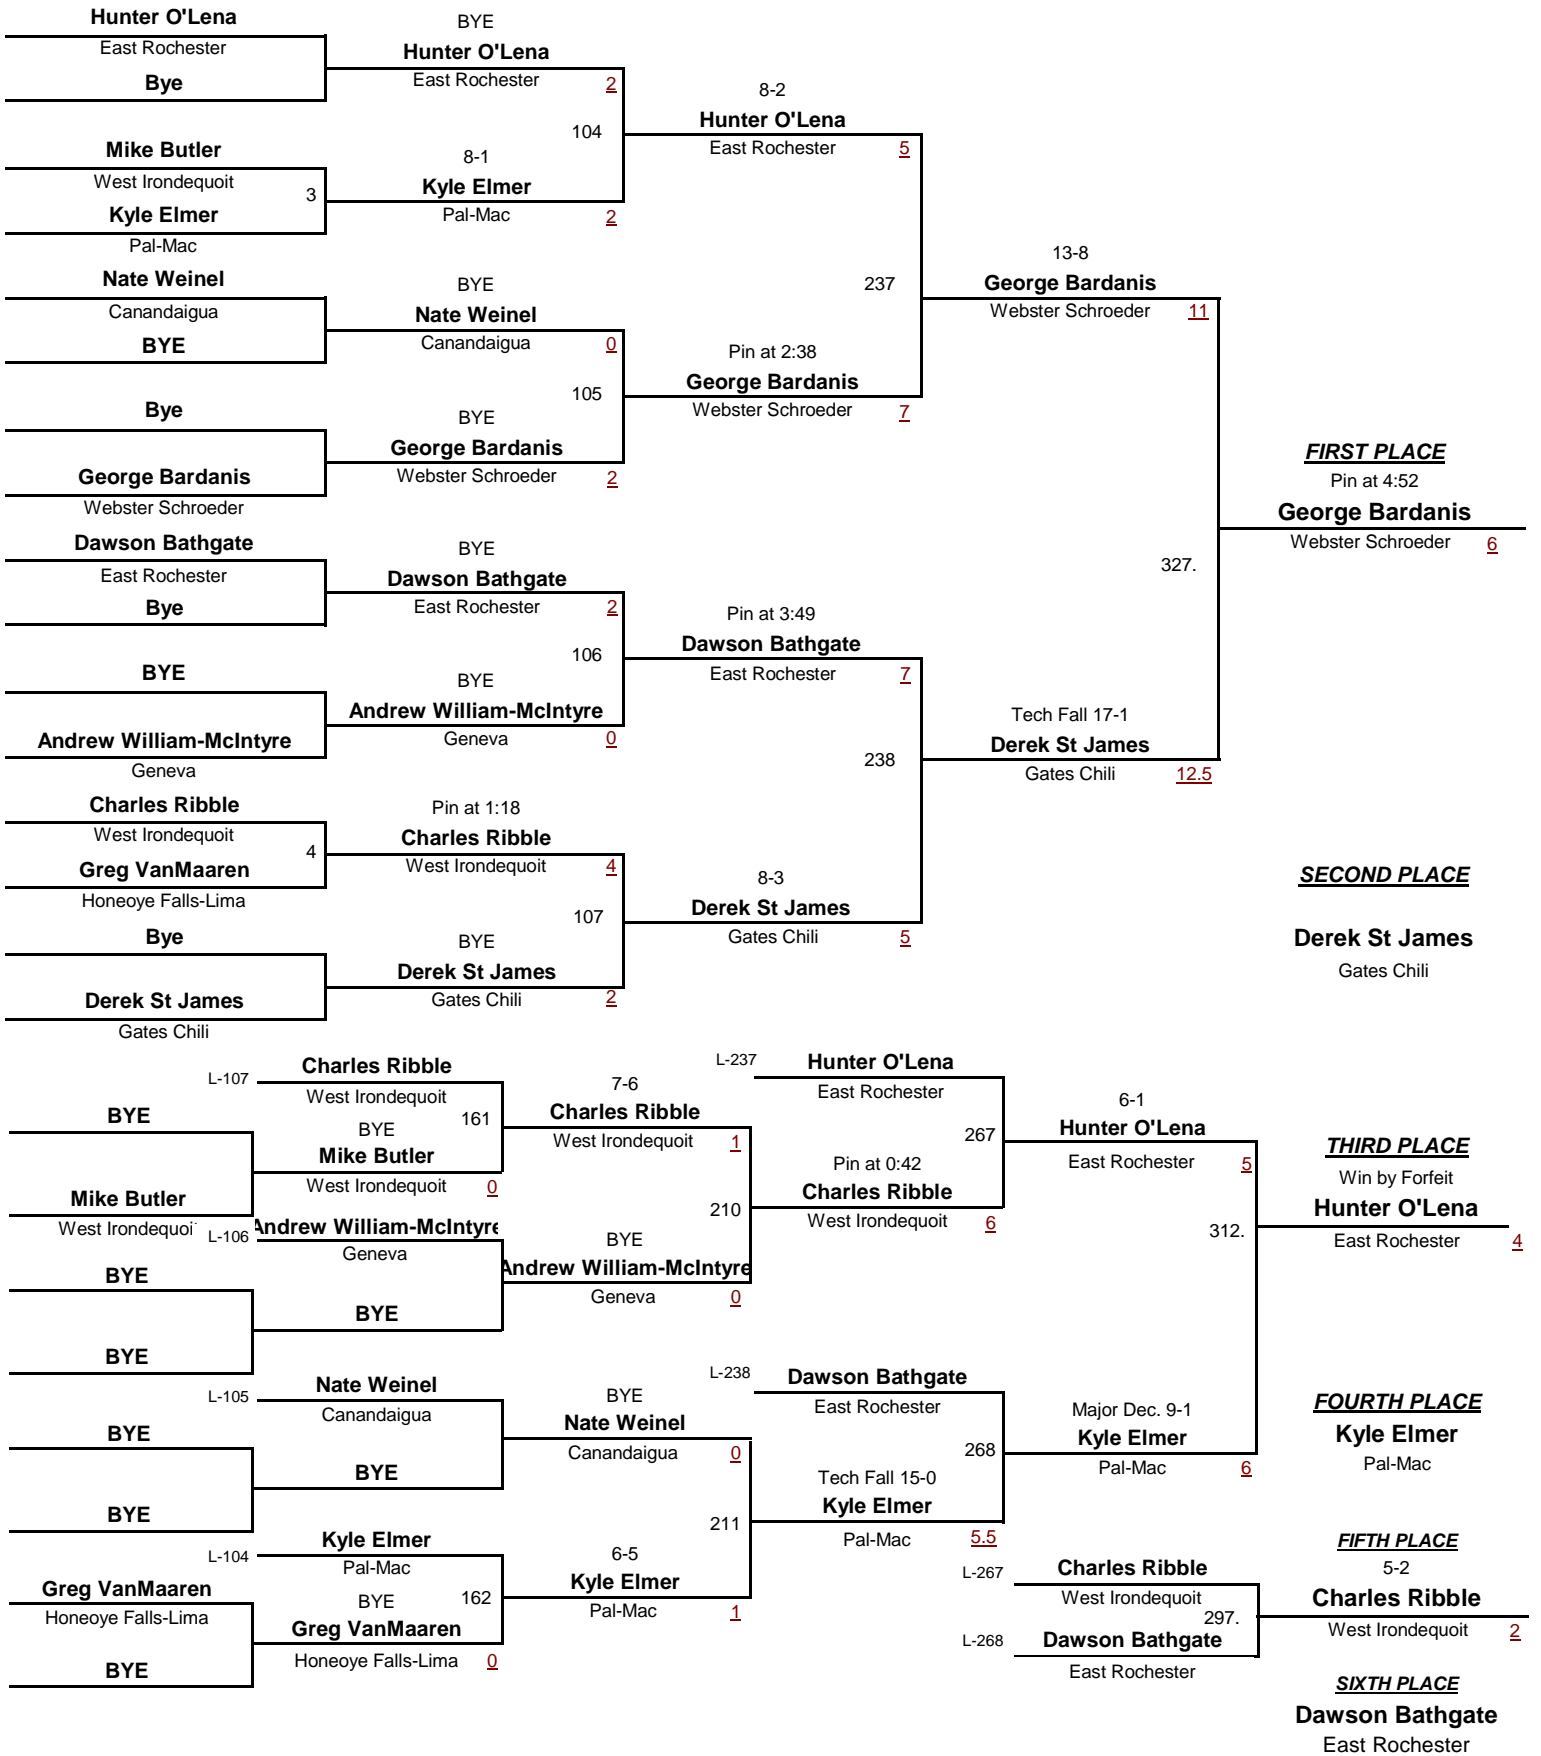 Hunter O'Lena
East Rochester
Bye
Mike Butler
West Irondequoit
3
Kyle Elmer
Pal-Mac
Nate Weinel
Canandaigua
BYE
Bye
George Bardanis
Webster Schroeder
Dawson Bathgate
East Rochester
Bye
BYE
Andrew William-McIntyre
Geneva
Charles Ribble
West Irondequoit
4
Greg VanMaaren
Honeoye Falls-Lima
Bye
Derek St James
Gates Chili
BYE
Hunter O'Lena
East Rochester 2
104
8-1
Kyle Elmer
Pal-Mac 2
BYE
Nate Weinel
Canandaigua 0
105
BYE
George Bardanis
Webster Schroeder 2
BYE
Dawson Bathgate
East Rochester 2
106
BYE
Andrew William-McIntyre
Geneva 0
Pin at 1:18
Charles Ribble
West Irondequoit 4
107
BYE
Derek St James
Gates Chili 2
8-2
Hunter O'Lena
East Rochester 5
237
Pin at 2:38
George Bardanis
Webster Schroeder 7
Pin at 3:49
Dawson Bathgate
East Rochester 7
238
8-3
Derek St James
Gates Chili 5
13-8
George Bardanis
Webster Schroeder 11
327.
Tech Fall 17-1
Derek St James
Gates Chili 12.5
FIRST PLACE
Pin at 4:52
George Bardanis
Webster Schroeder 6
SECOND PLACE
Derek St James
Gates Chili
BYE
Mike Butler
West Irondequoi
BYE
BYE
BYE
BYE
Greg VanMaaren
Honeoye Falls-Lima
BYE
L-107 Charles Ribble
West Irondequoit
161
BYE
Mike Butler
West Irondequoit 0
L-106 Andrew William-McIntyre
Geneva
BYE
L-105 Nate Weinel
Canandaigua
BYE
L-104 Kyle Elmer
Pal-Mac
162
BYE
Greg VanMaaren
Honeoye Falls-Lima 0
7-6
Charles Ribble
West Irondequoit 1
210
BYE
Andrew William-McIntyre
Geneva 0
BYE
Nate Weinel
Canandaigua 0
211
6-5
Kyle Elmer
Pal-Mac 1
L-237 Hunter O'Lena
East Rochester
267
Pin at 0:42
Charles Ribble
West Irondequoit 6
L-238 Dawson Bathgate
East Rochester
268
Tech Fall 15-0
Kyle Elmer
Pal-Mac 5.5
6-1
Hunter O'Lena
East Rochester 5
312.
Major Dec. 9-1
Kyle Elmer
Pal-Mac 6
L-267 Charles Ribble
West Irondequoit
297.
L-268 Dawson Bathgate
East Rochester
THIRD PLACE
Win by Forfeit
Hunter O'Lena
East Rochester 4
FOURTH PLACE
Kyle Elmer
Pal-Mac
FIFTH PLACE
5-2
Charles Ribble
West Irondequoit 2
SIXTH PLACE
Dawson Bathgate
East Rochester